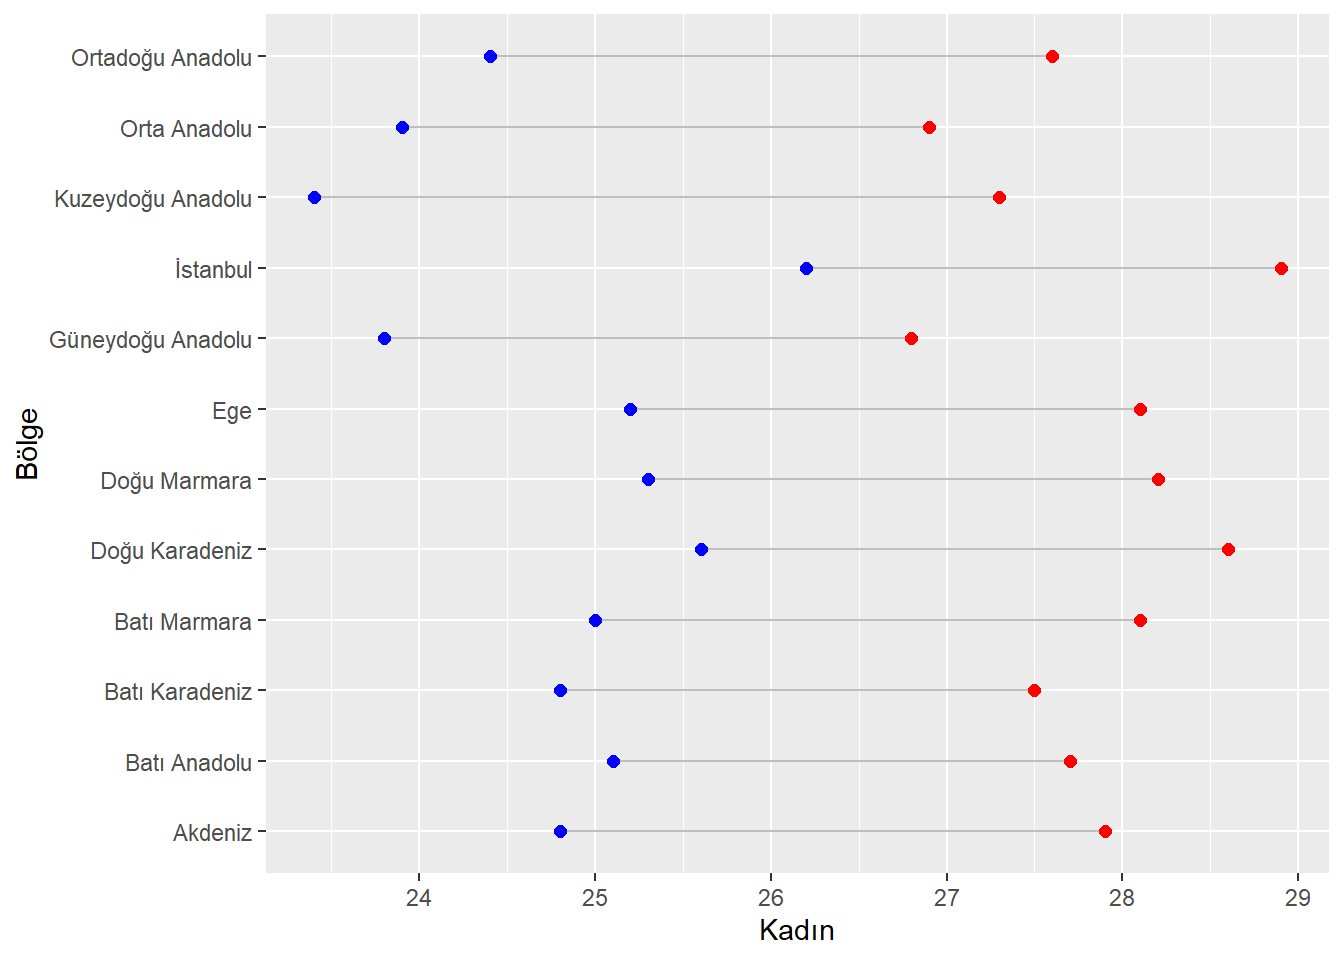 Ortadoğu Anadolu
Orta Anadolu
Kuzeydoğu Anadolu
İstanbul
Güneydoğu Anadolu
Ege
Doğu Marmara
Doğu Karadeniz
Batı Marmara
Batı Karadeniz
Batı Anadolu
Akdeniz
Bölge
24 25 26 27 28 29
Kadın